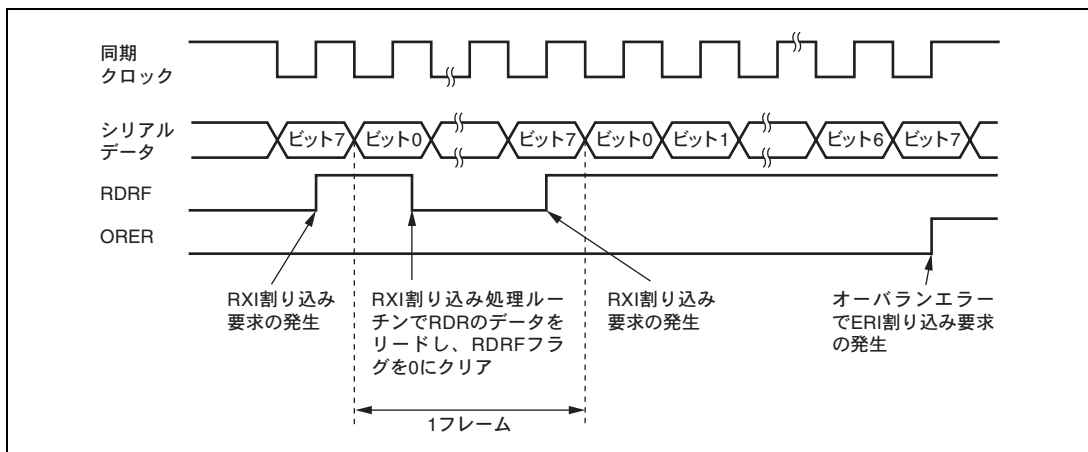 同期
クロック
シリアル
データ
ビット7
ビット0
ビット7
ビット0
ビット1
ビット6
ビット7
RDRF
ORER
RXI割り込み
要求の発生
RXI割り込み処理ルー
チンでRDRのデータを
リードし、RDRFフラ
グを0にクリア
RXI割り込み
要求の発生
オーバランエラー
でERI割り込み要求
の発生
1フレーム